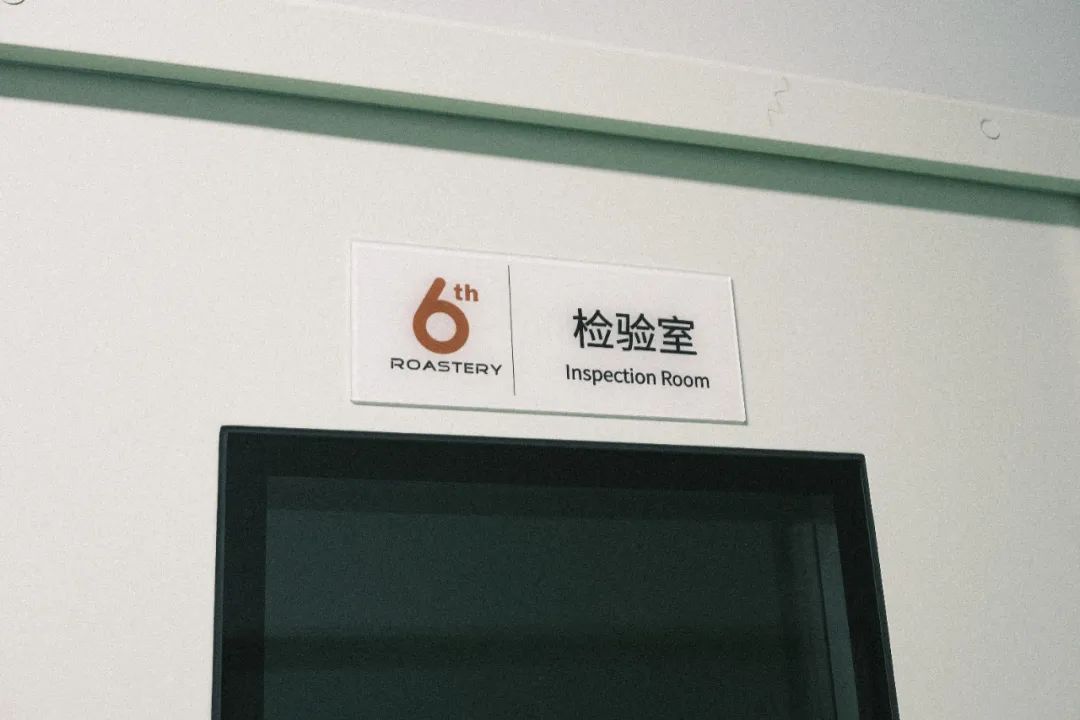 6th
ROASTERY
检验室
Inspection Room